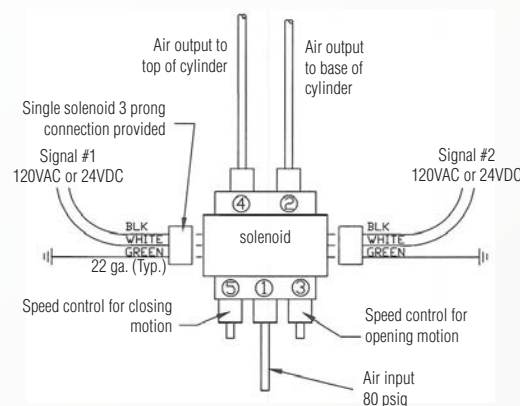 Air output to
top of cylinder
Air output
to base of
cylinder
Single solenoid 3 prong
connection provided
Signal #1
120VAC or 24VDC
Signal #2
120VAC or 24VDC
④
②
BLK
WHITE
GREEN
22 ga. (Typ.)
solenoid
BLK
WHITE
GREEN
⑤
①
③
Speed control for closing
motion
Speed control for
opening motion
Air input
80 psig